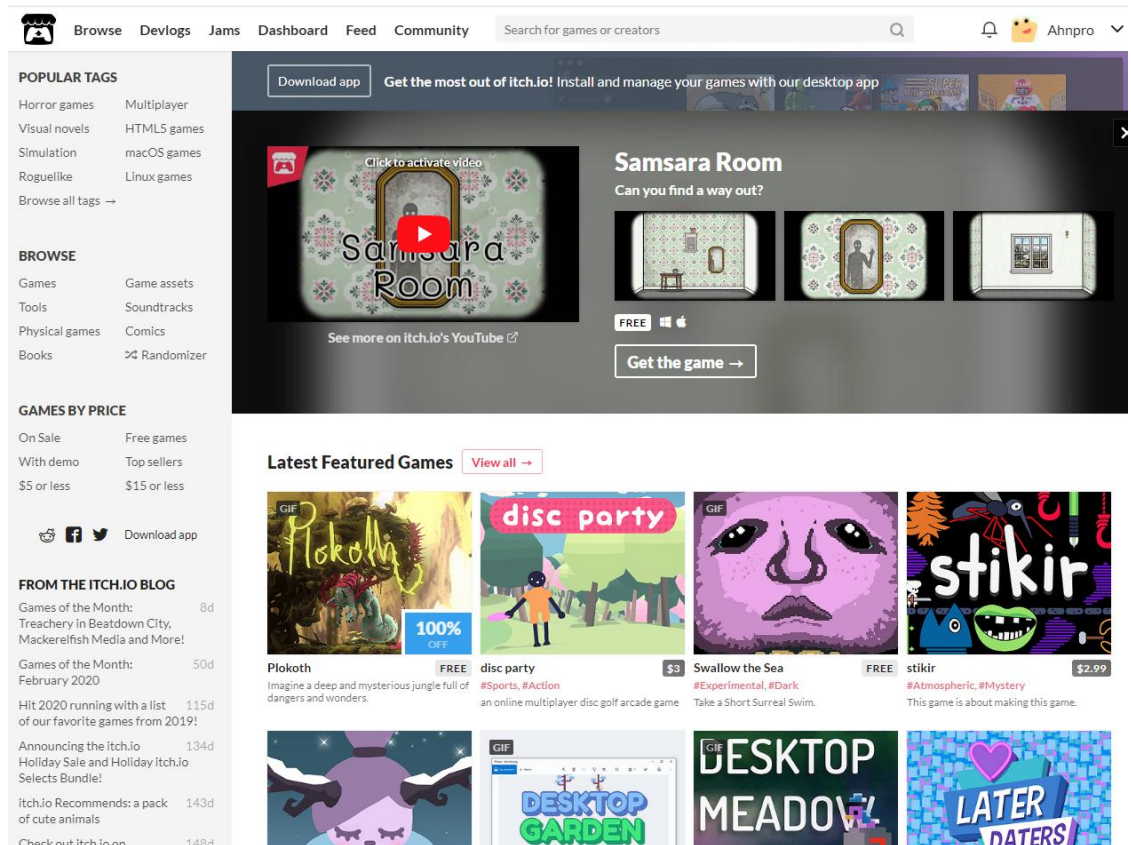 Browse Devlogs Jams Dashboard Feed Community Search for games or creators Ahnpro
POPULAR TAGS
Horror games Multiplayer
Visual novels HTML5 games
Simulation macOS games
Roguelike Linux games
Browse all tags →
BROWSE
Games Game assets
Tools Soundtracks
Physical games Comics
Books Randomizer
GAMES BY PRICE
On Sale Free games
With demo Top sellers
$5 or less $15 or less
Download app
FROM THE ITCH.IO BLOG
Games of the Month: 8d
Treachery in Beatdown City,
Mackerelfish Media and More!
Games of the Month: 50d
February 2020
Hit 2020 running with a list 115d
of our favorite games from 2019!
Announcing the itch.io 134d
Holiday Sale and Holiday itch.io
Selects Bundle!
itch.io Recommends: a pack 143d
of cute animals
Check out itch.io on 148d
Download app Get the most out of itch.io! Install and manage your games with our desktop app
Click to activate video
Samsara
Room
See more on itch.io's YouTube
Samsara Room
Can you find a way out?
FREE
Get the game →
Latest Featured Games View all →
GIF
Plokoth
100%
OFF
Plokoth FREE
Imagine a deep and mysterious jungle full of
dangers and wonders.
disc party
disc party $3
#Sports, #Action
an online multiplayer disc golf arcade game
GIF
Swallow the Sea FREE
#Experimental, #Dark
Take a Short Surreal Swim.
stikir
stikir $2.99
#Atmospheric, #Mystery
This game is about making this game.
GIF
DESKTOP
GARDEN
GIF
DESKTOP
MEADOW
LATER
DATERS